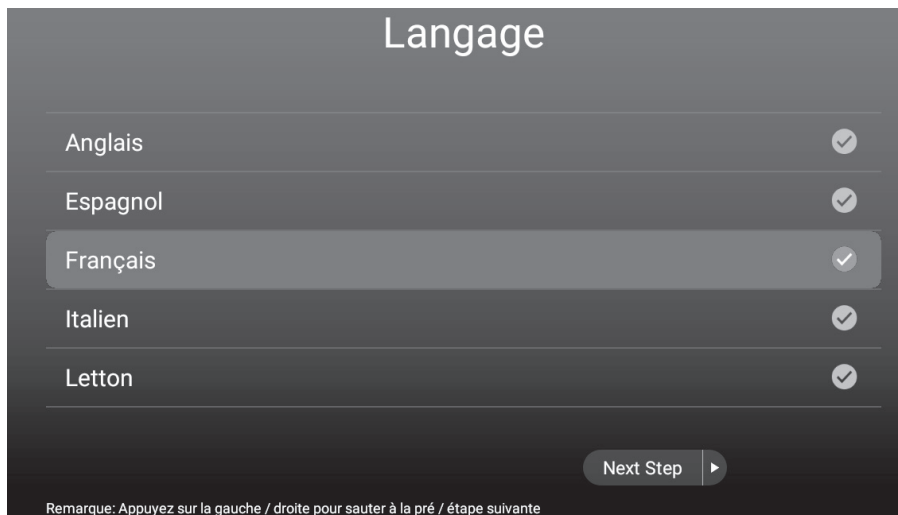 Langage
Anglais
Espagnol
Français
Italien
Letton
Next Step
Remarque: Appuyez sur la gauche / droite pour sauter à la pré / étape suivante